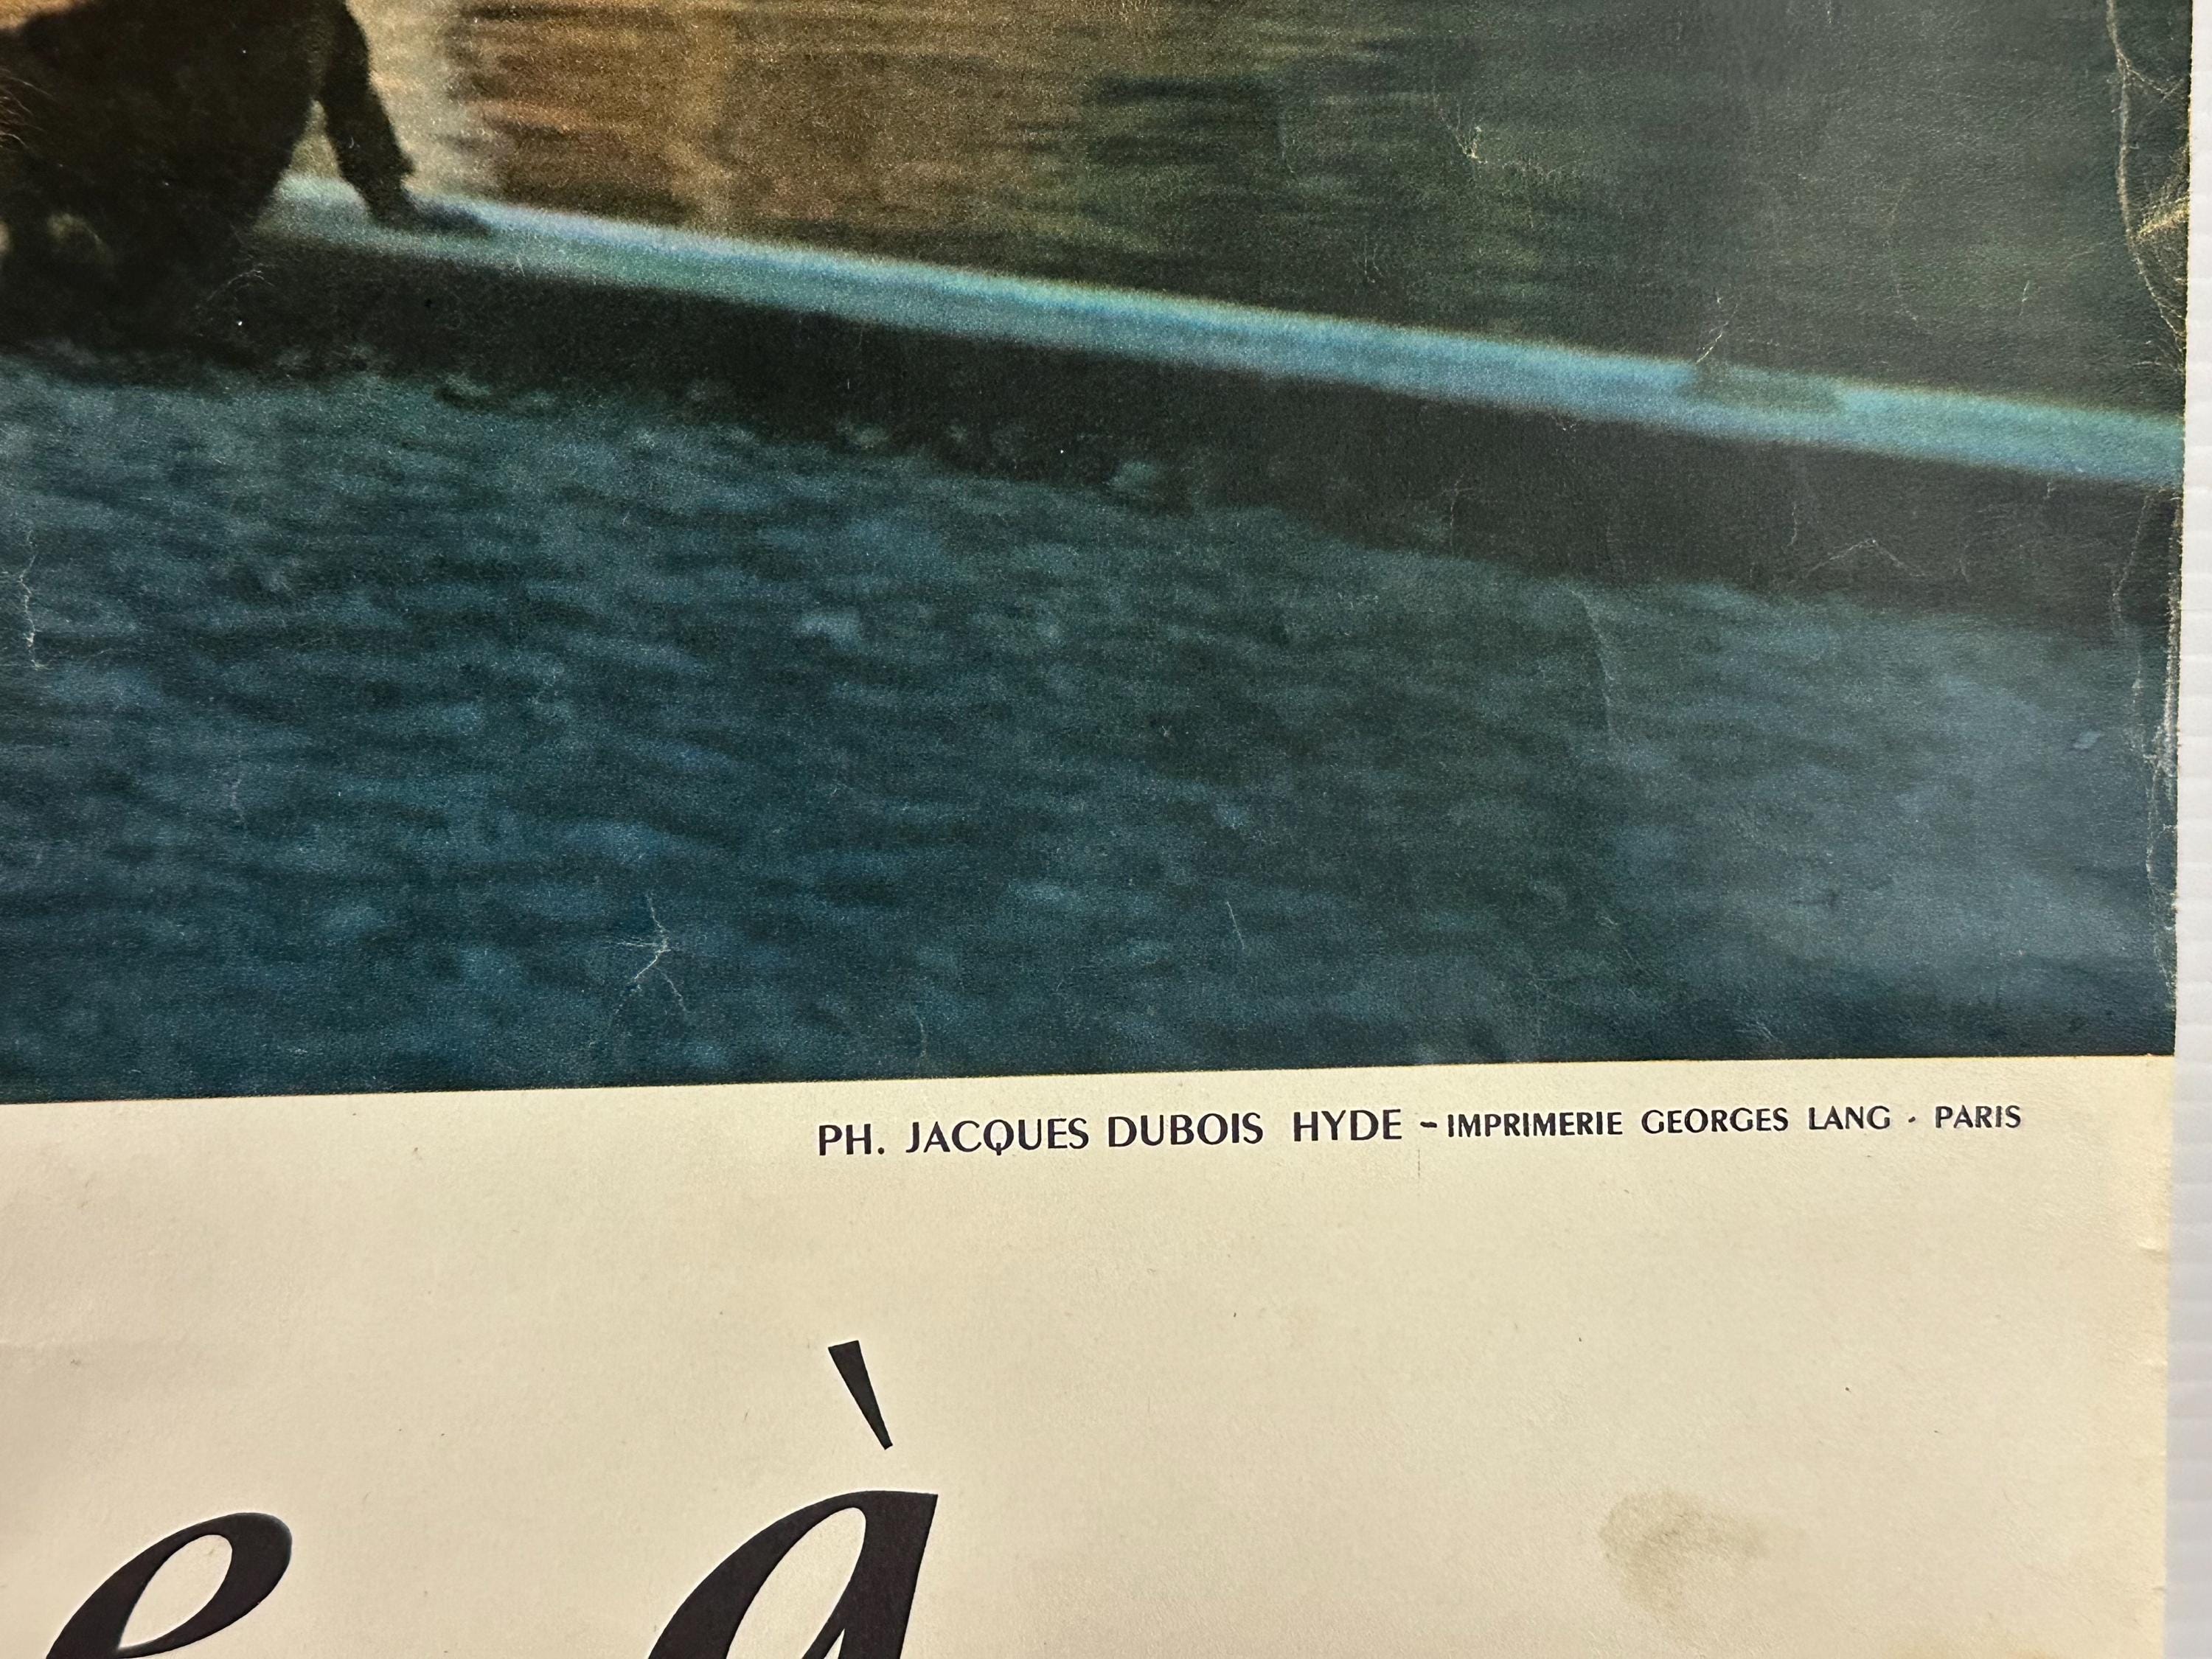 PH. JACQUES DUBOIS HYDE - IMPRIMERIE GEORGES LANG · PARIS
e à